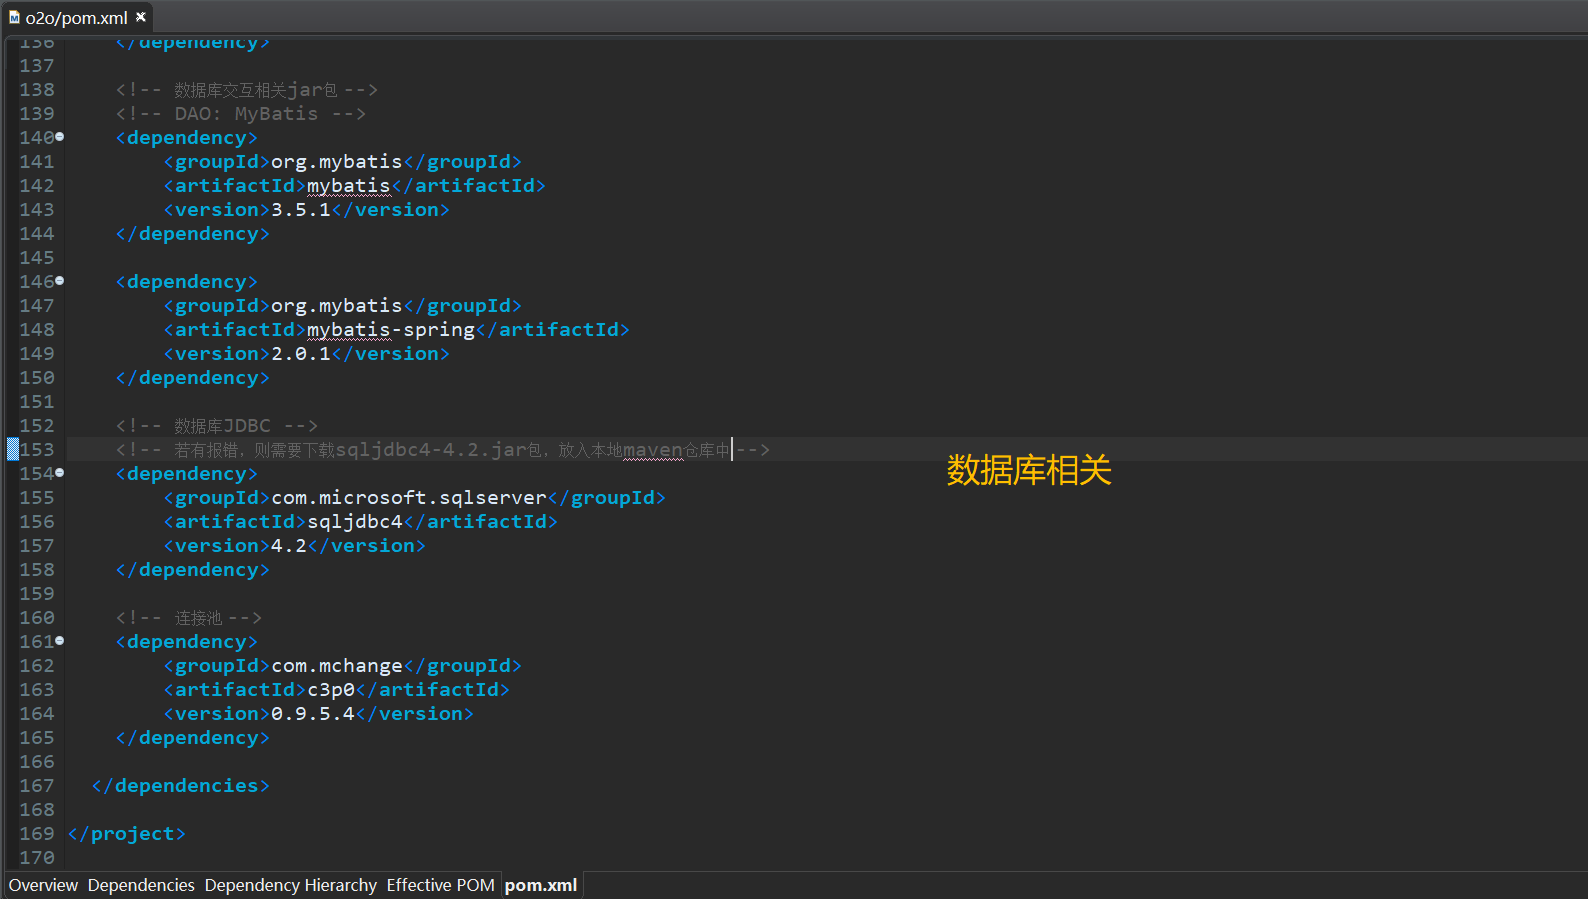 o2o/pom.xml
136 </dependency>
137
138 <!-- 数据库交互相关jar包 -->
139 <!-- DAO: MyBatis -->
140 <dependency>
141 <groupId>org.mybatis</groupId>
142 <artifactId>mybatis</artifactId>
143 <version>3.5.1</version>
144 </dependency>
145
146 <dependency>
147 <groupId>org.mybatis</groupId>
148 <artifactId>mybatis-spring</artifactId>
149 <version>2.0.1</version>
150 </dependency>
151
152 <!-- 数据库JDBC -->
153 <!-- 若有报错，则需要下载sqljdbc4-4.2.jar包，放入本地maven仓库中-->
数据库相关
154 <dependency>
155 <groupId>com.microsoft.sqlserver</groupId>
156 <artifactId>sqljdbc4</artifactId>
157 <version>4.2</version>
158 </dependency>
159
160 <!-- 连接池 -->
161 <dependency>
162 <groupId>com.mchange</groupId>
163 <artifactId>c3p0</artifactId>
164 <version>0.9.5.4</version>
165 </dependency>
166
167 </dependencies>
168
169 </project>
170
Overview Dependencies Dependency Hierarchy Effective POM pom.xml